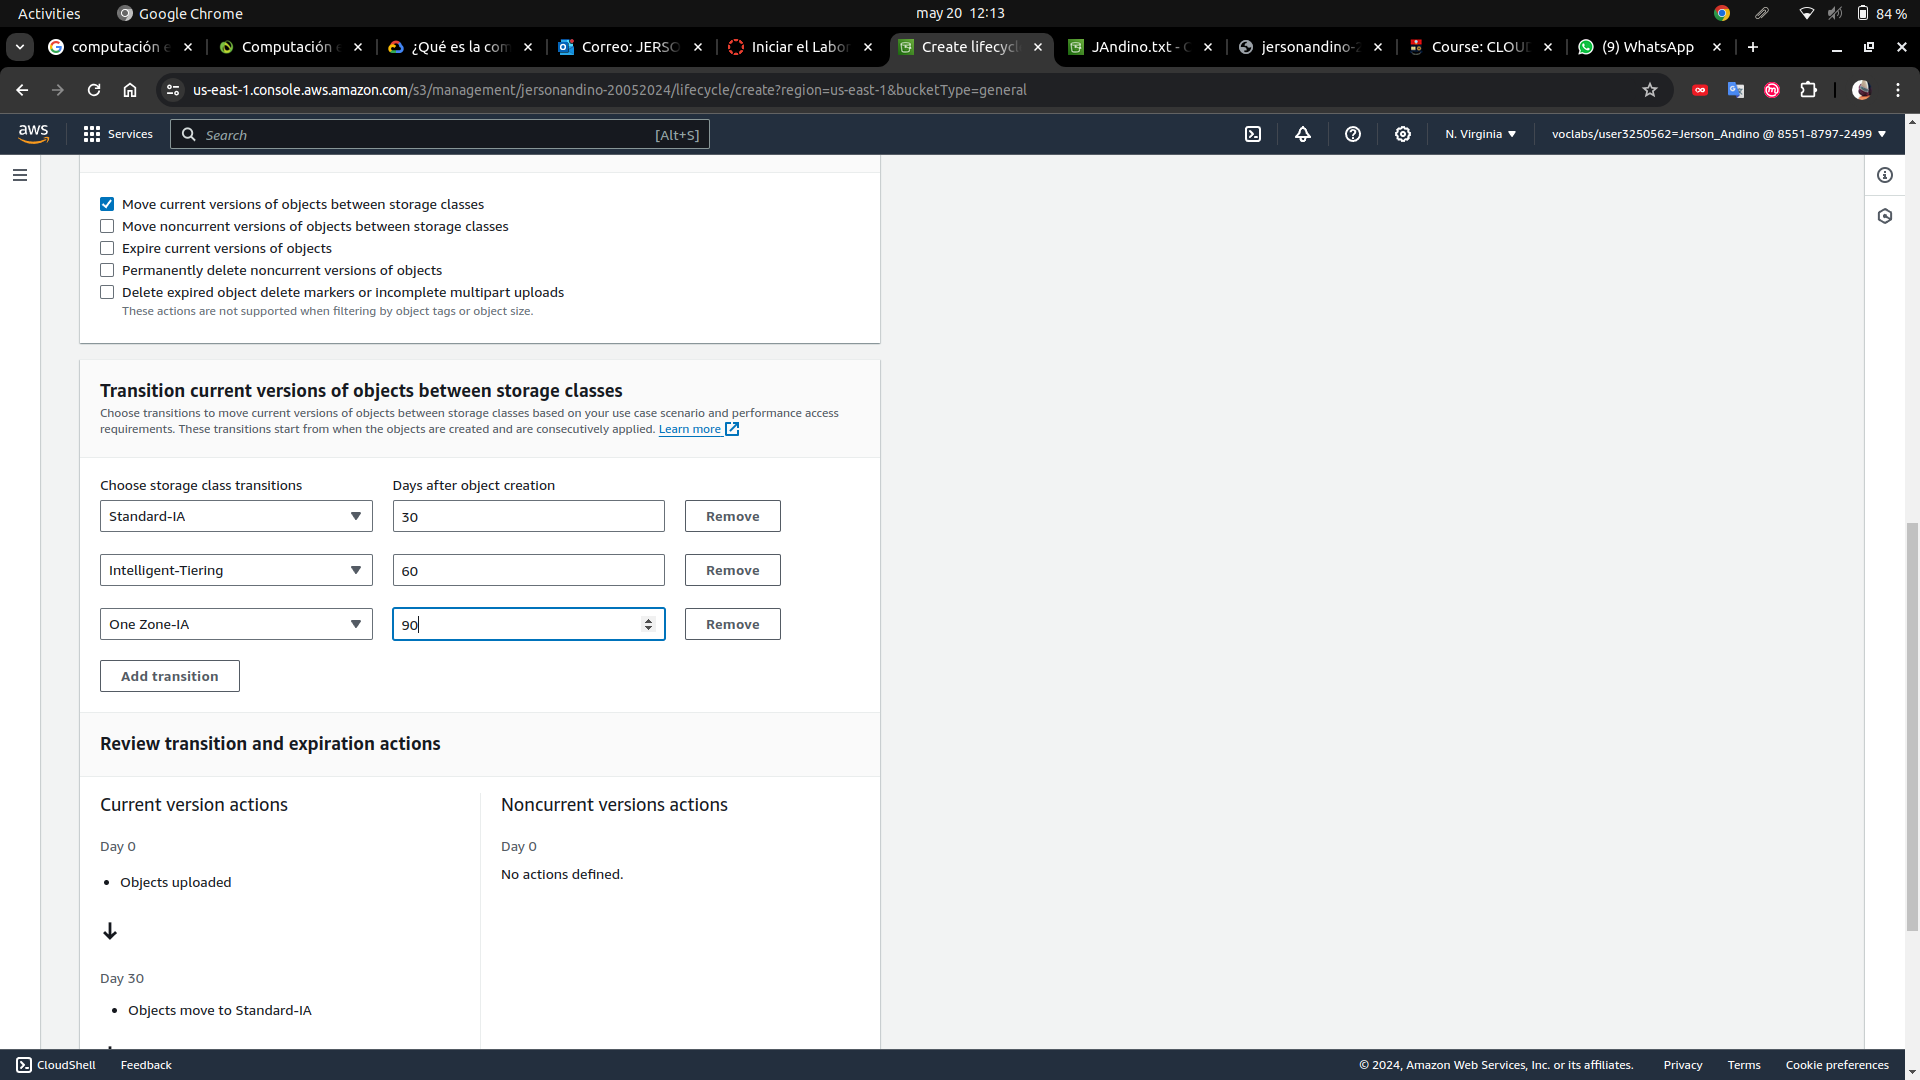 Activities
Google Chrome
may 20 12:13
84 %
computación e
Computación e
¿Qué es la com
Correo: JERSO
Iniciar el Labor
Create lifecycl
JAndino.txt - C
jersonandino-2
Course: CLOUD
(9) WhatsApp
us-east-1.console.aws.amazon.com/s3/management/jersonandino-20052024/lifecycle/create?region=us-east-1&bucketType=general
aws
Services
Search
[Alt+S]
N. Virginia
voclabs/user3250562=Jerson_Andino @ 8551-8797-2499
Move current versions of objects between storage classes
Move noncurrent versions of objects between storage classes
Expire current versions of objects
Permanently delete noncurrent versions of objects
Delete expired object delete markers or incomplete multipart uploads
These actions are not supported when filtering by object tags or object size.
Transition current versions of objects between storage classes
Choose transitions to move current versions of objects between storage classes based on your use case scenario and performance access
requirements. These transitions start from when the objects are created and are consecutively applied. Learn more
Choose storage class transitions
Days after object creation
Standard-IA
30
Remove
Intelligent-Tiering
60
Remove
One Zone-IA
90
Remove
Add transition
Review transition and expiration actions
Current version actions
Noncurrent versions actions
Day 0
Day 0
Objects uploaded
No actions defined.
Day 30
Objects move to Standard-IA
CloudShell
Feedback
© 2024, Amazon Web Services, Inc. or its affiliates.
Privacy
Terms
Cookie preferences